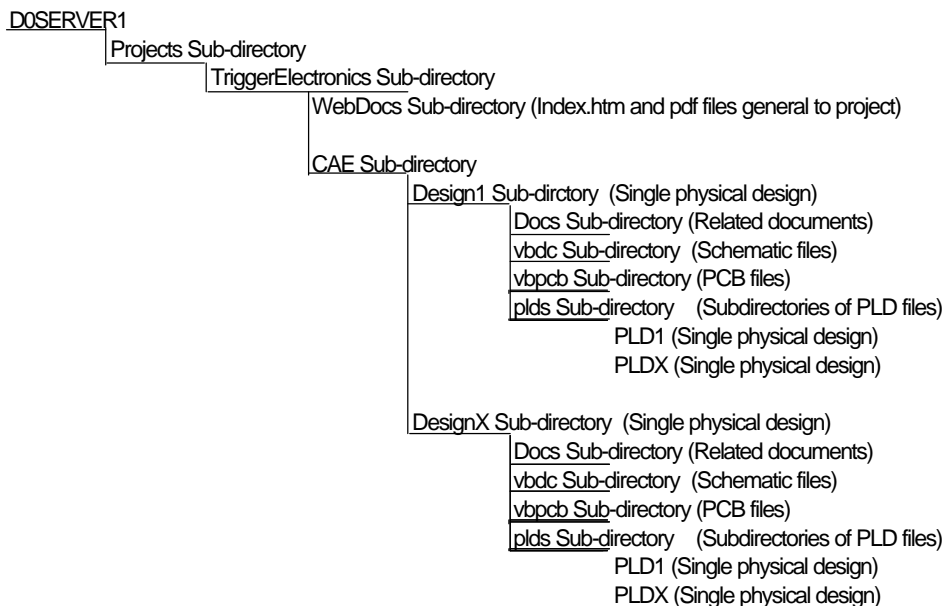 D0SERVER1
Projects Sub-directory
TriggerElectronics Sub-directory
WebDocs Sub-directory (Index.htm and pdf files general to project)
CAE Sub-directory
Design1 Sub-dirctory (Single physical design)
Docs Sub-directory (Related documents)
vbdc Sub-directory (Schematic files)
vbpcb Sub-directory (PCB files)
plds Sub-directory (Subdirectories of PLD files)
PLD1 (Single physical design)
PLDX (Single physical design)
DesignX Sub-directory (Single physical design)
Docs Sub-directory (Related documents)
vbdc Sub-directory (Schematic files)
vbpcb Sub-directory (PCB files)
plds Sub-directory (Subdirectories of PLD files)
PLD1 (Single physical design)
PLDX (Single physical design)